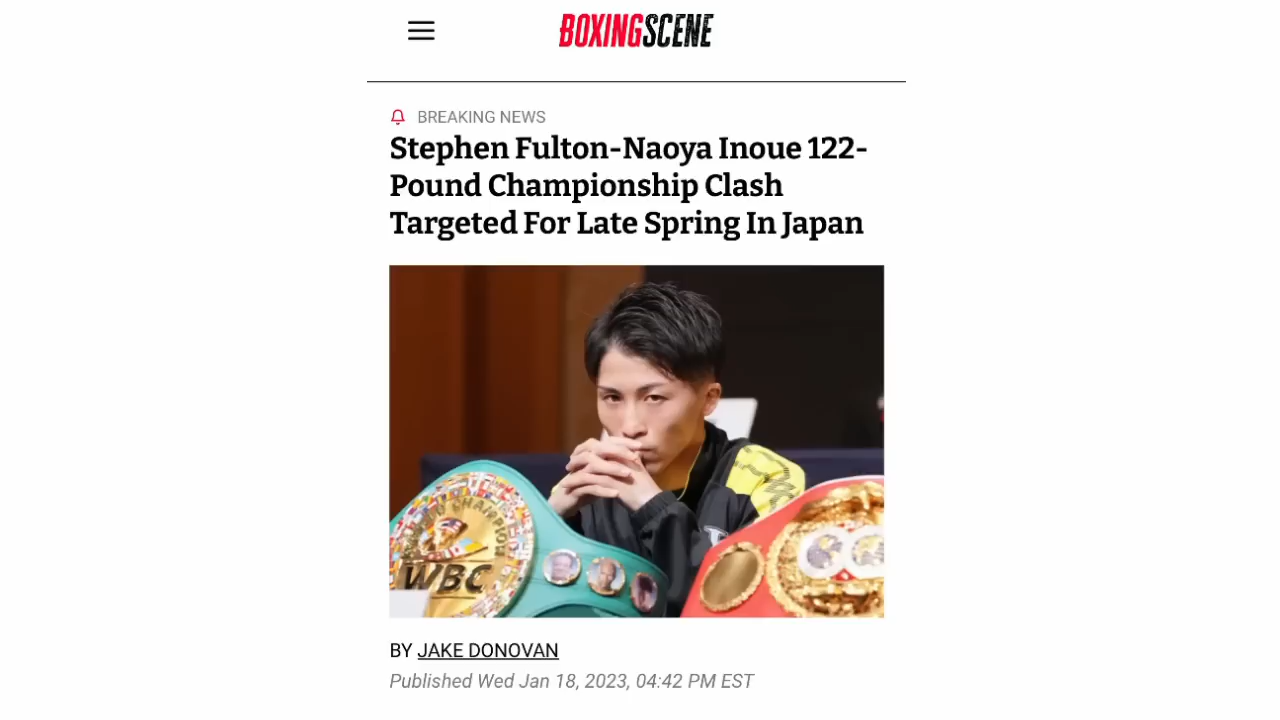 BOXINGSCENE
BREAKING NEWS
Stephen Fulton-Naoya Inoue 122-
Pound Championship Clash
Targeted For Late Spring In Japan
WBC
BY JAKE DONOVAN
Published Wed Jan 18, 2023, 04:42 PM EST